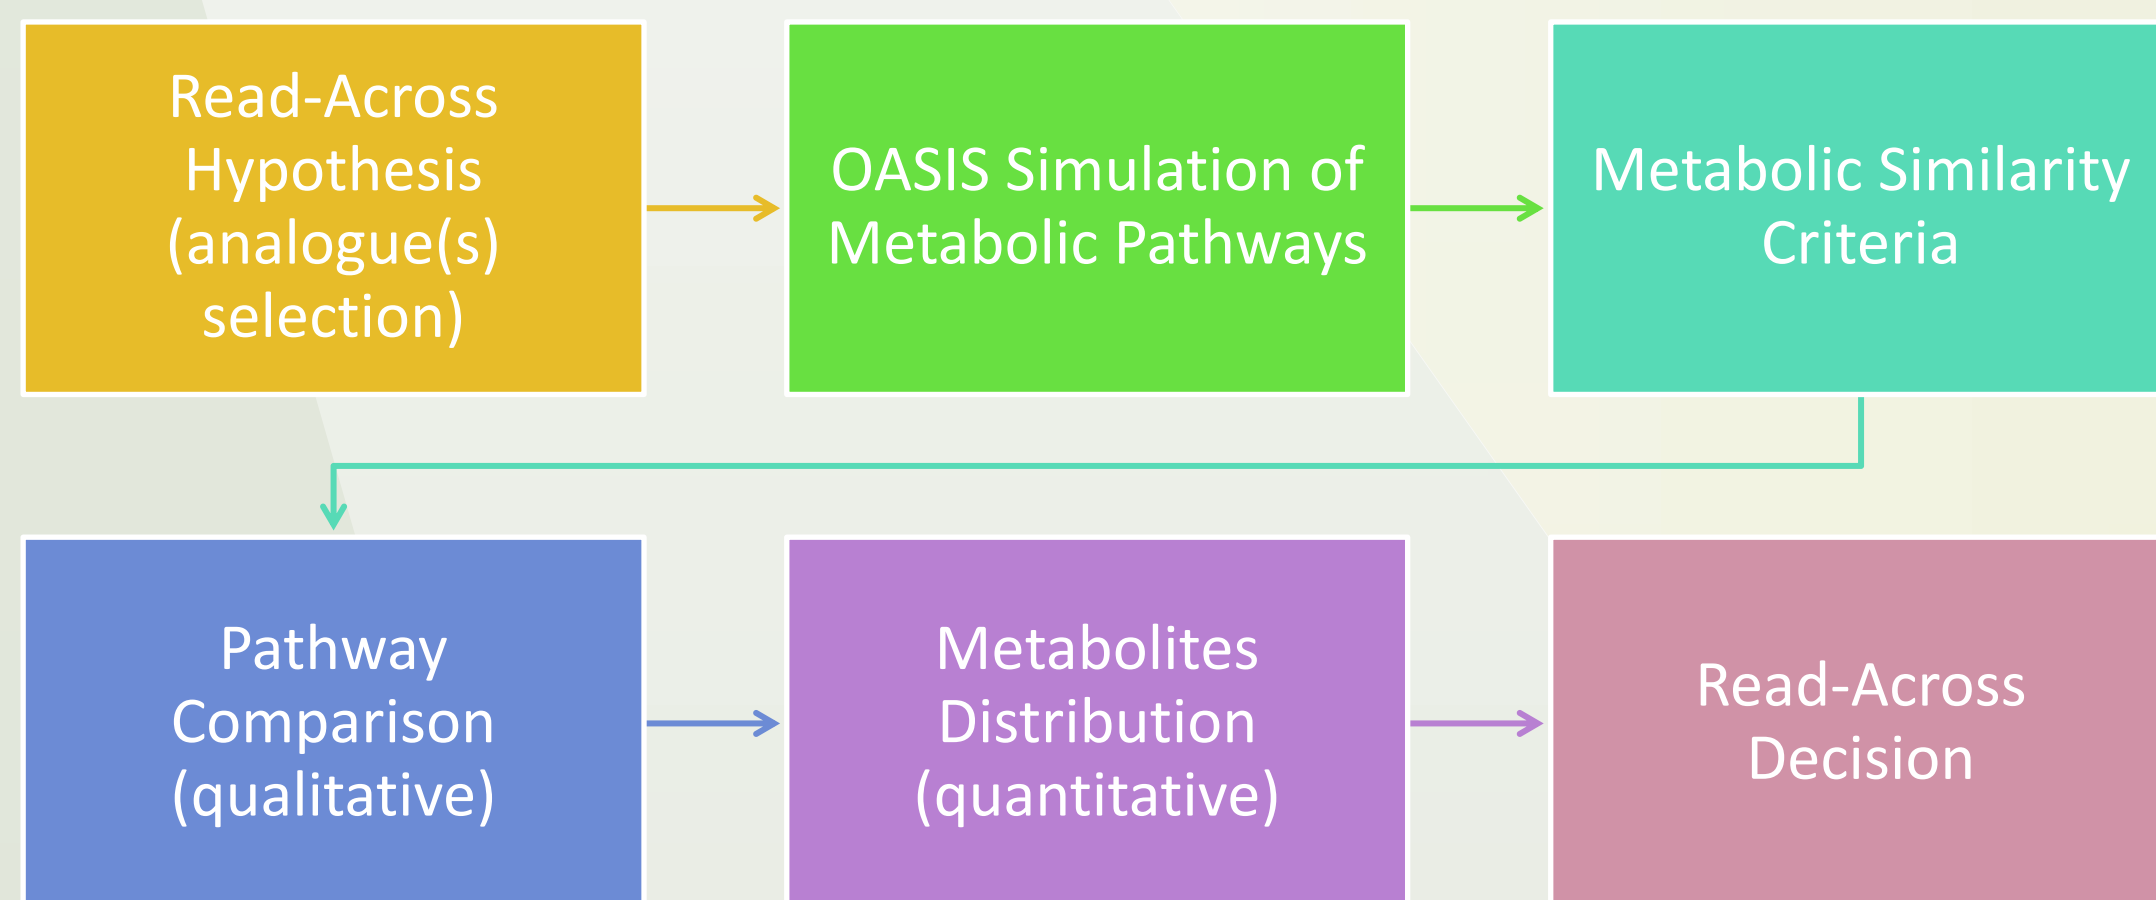 Read-Across
Hypothesis
(analogue(s)
selection)
OASIS Simulation of
Metabolic Pathways
Metabolic Similarity
Criteria
Pathway
Comparison
(qualitative)
Metabolites
Distribution
(quantitative)
Read-Across
Decision